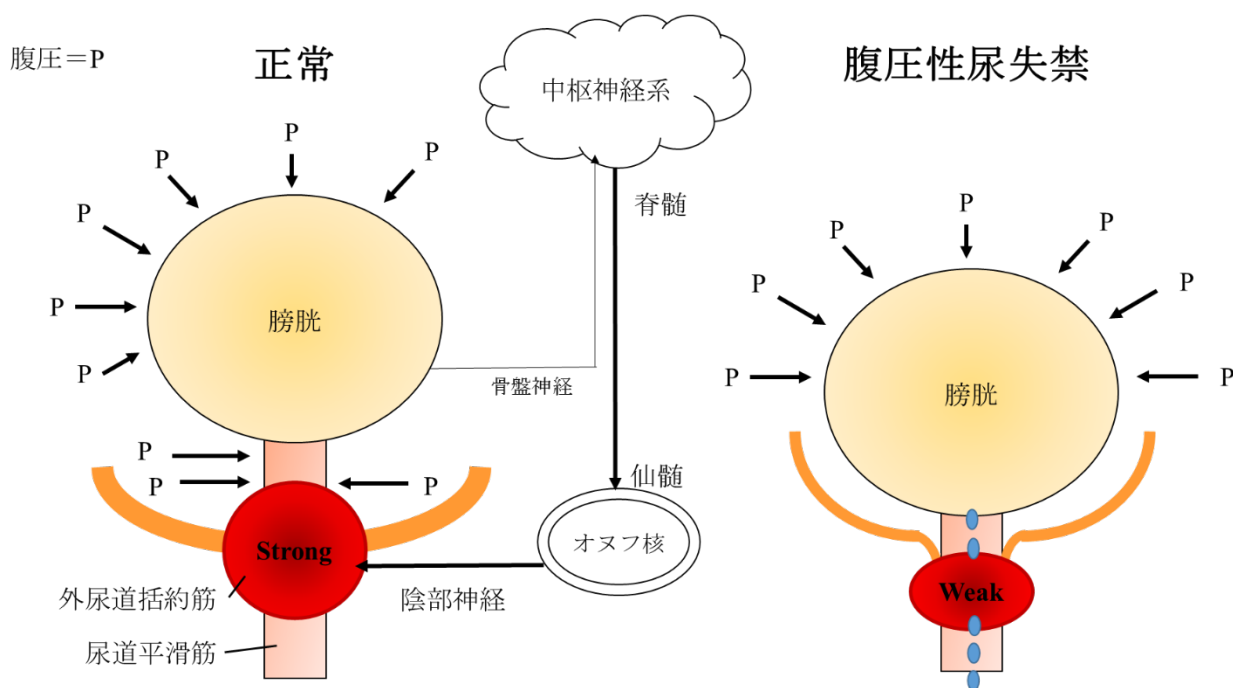 腹圧＝P
正常
中枢神経系
腹圧性尿失禁
P
P
P
P
P
P
P
膀胱
骨盤神経
脊髄
P
P
P
仙髄
オヌフ核
Strong
外尿道括約筋
陰部神経
尿道平滑筋
P
P
P
P
P
P
P
膀胱
Weak